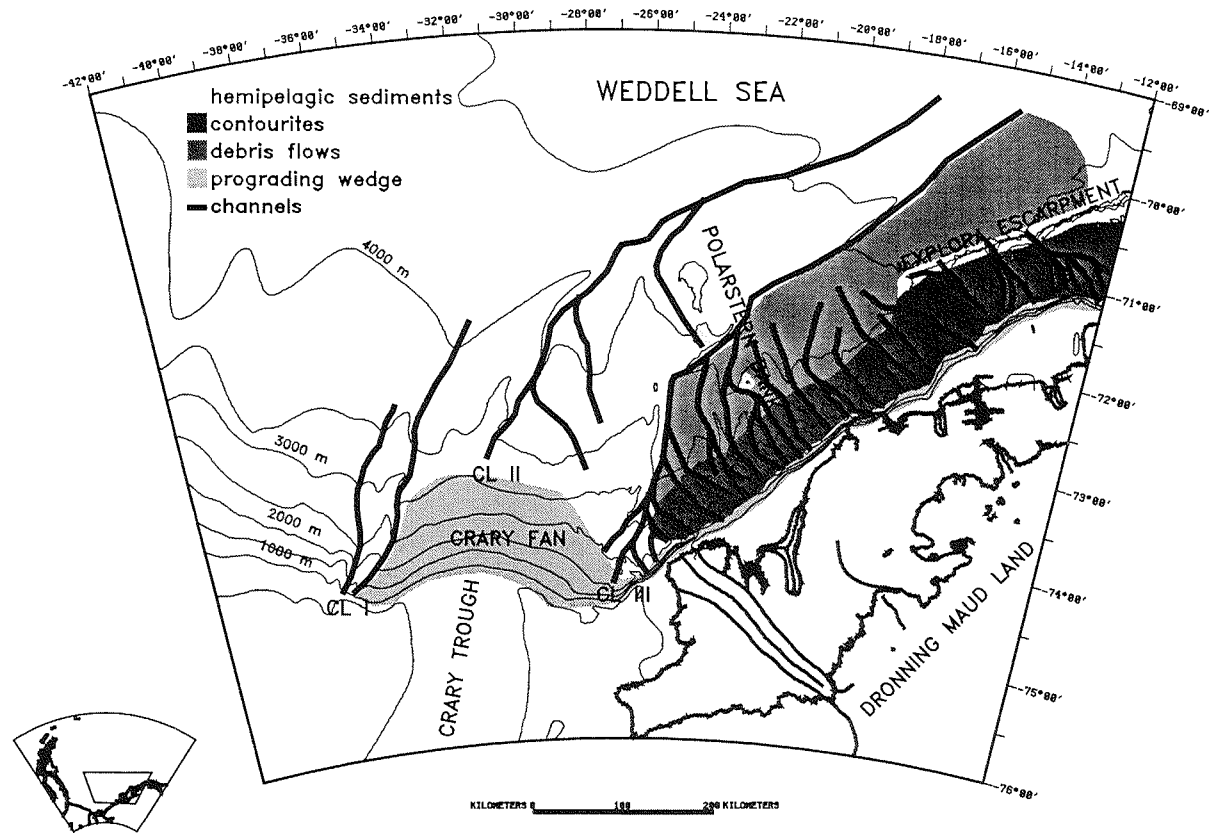 -42°00'
-40°00'
-38°00'
-36°00'
-34°00'
-32°00'
-30°00'
-28°00'
-26°00'
-24°00'
-22°00'
-20°00'
-18°00'
-16°00'
-14°00'
-12°00'
-69°00'
-70°00'
-71°00'
-72°00'
-73°00'
-74°00'
-75°00'
-76°00'
WEDDELL SEA
hemipelagic sediments
contourites
debris flows
prograding wedge
channels
4000 m
3000 m
2000 m
1000 m
POLARSTERN BANK
EXPLORA ESCARPMENT
CL II
CRARY FAN
CL I
CL III
CRARY TROUGH
DRONNING MAUD LAND
KILOMETERS 0 100 200 KILOMETERS